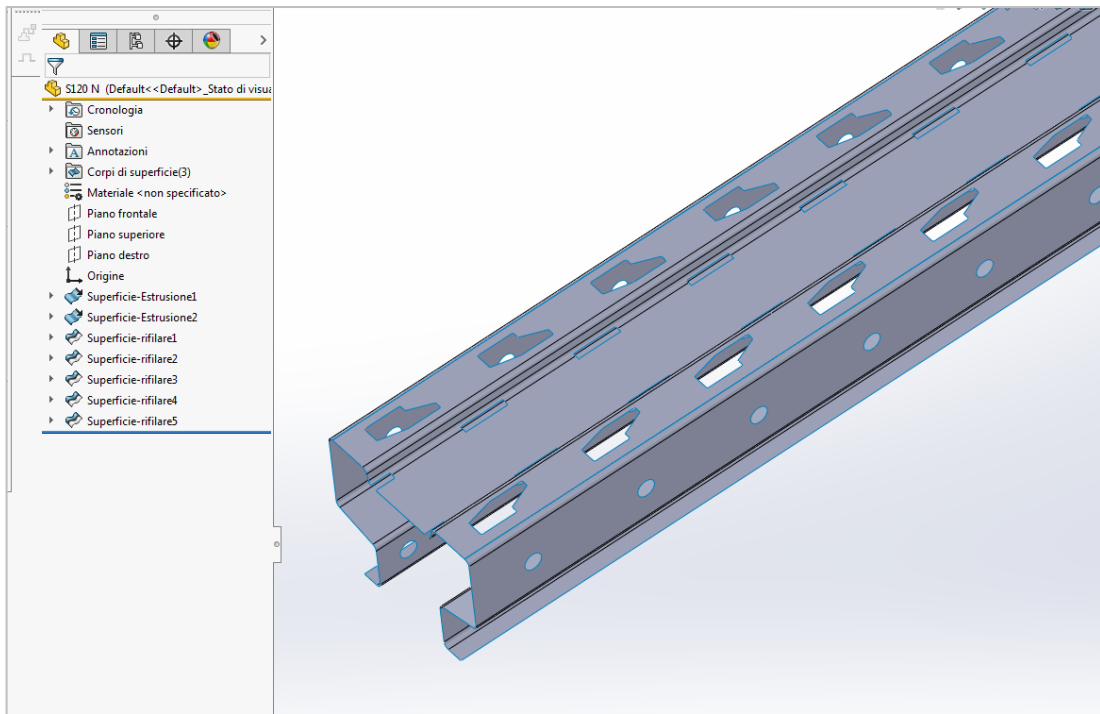 S120 N (Default<<Default>_Stato di visua
Cronologia
Sensori
Annotazioni
Corpi di superficie(3)
Materiale <non specificato>
Piano frontale
Piano superiore
Piano destro
Origine
Superficie-Estrusione1
Superficie-Estrusione2
Superficie-rifilare1
Superficie-rifilare2
Superficie-rifilare3
Superficie-rifilare4
Superficie-rifilare5